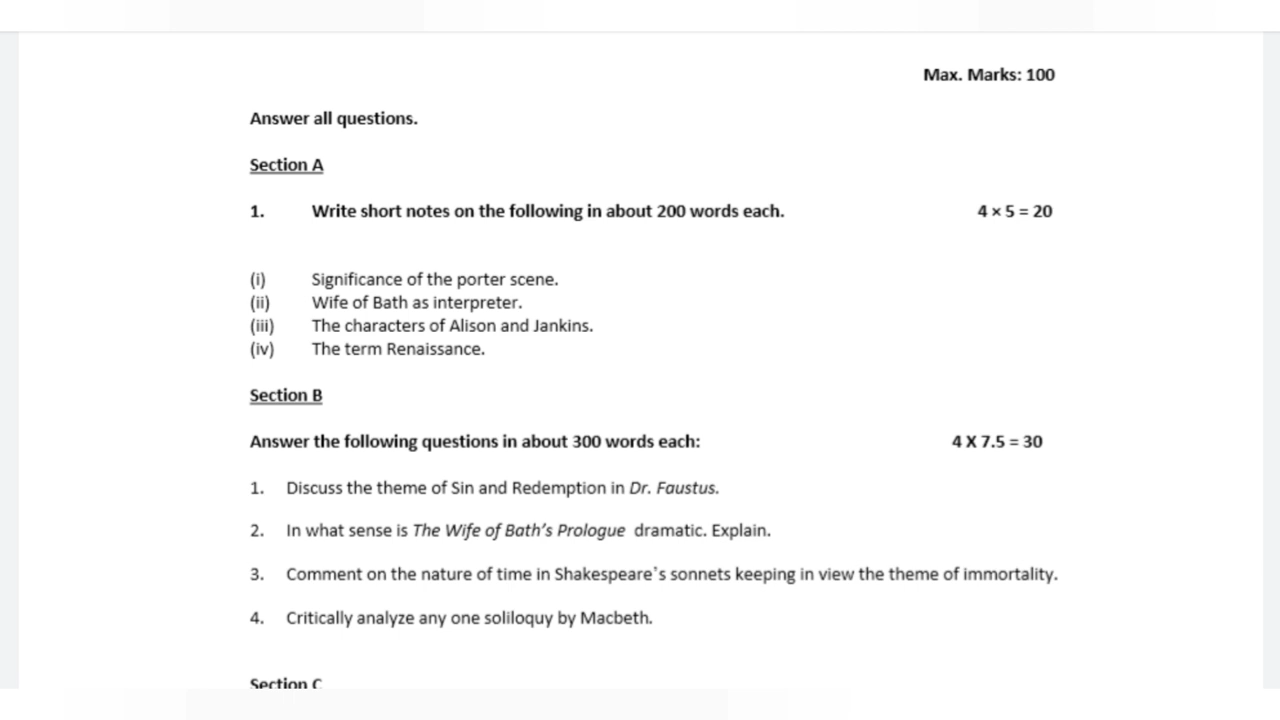 Max. Marks: 100
Answer all questions.
Section A
1. Write short notes on the following in about 200 words each. 4 × 5 = 20
(i) Significance of the porter scene.
(ii) Wife of Bath as interpreter.
(iii) The characters of Alison and Jankins.
(iv) The term Renaissance.
Section B
Answer the following questions in about 300 words each: 4 X 7.5 = 30
1. Discuss the theme of Sin and Redemption in Dr. Faustus.
2. In what sense is The Wife of Bath's Prologue dramatic. Explain.
3. Comment on the nature of time in Shakespeare's sonnets keeping in view the theme of immortality.
4. Critically analyze any one soliloquy by Macbeth.
Section C